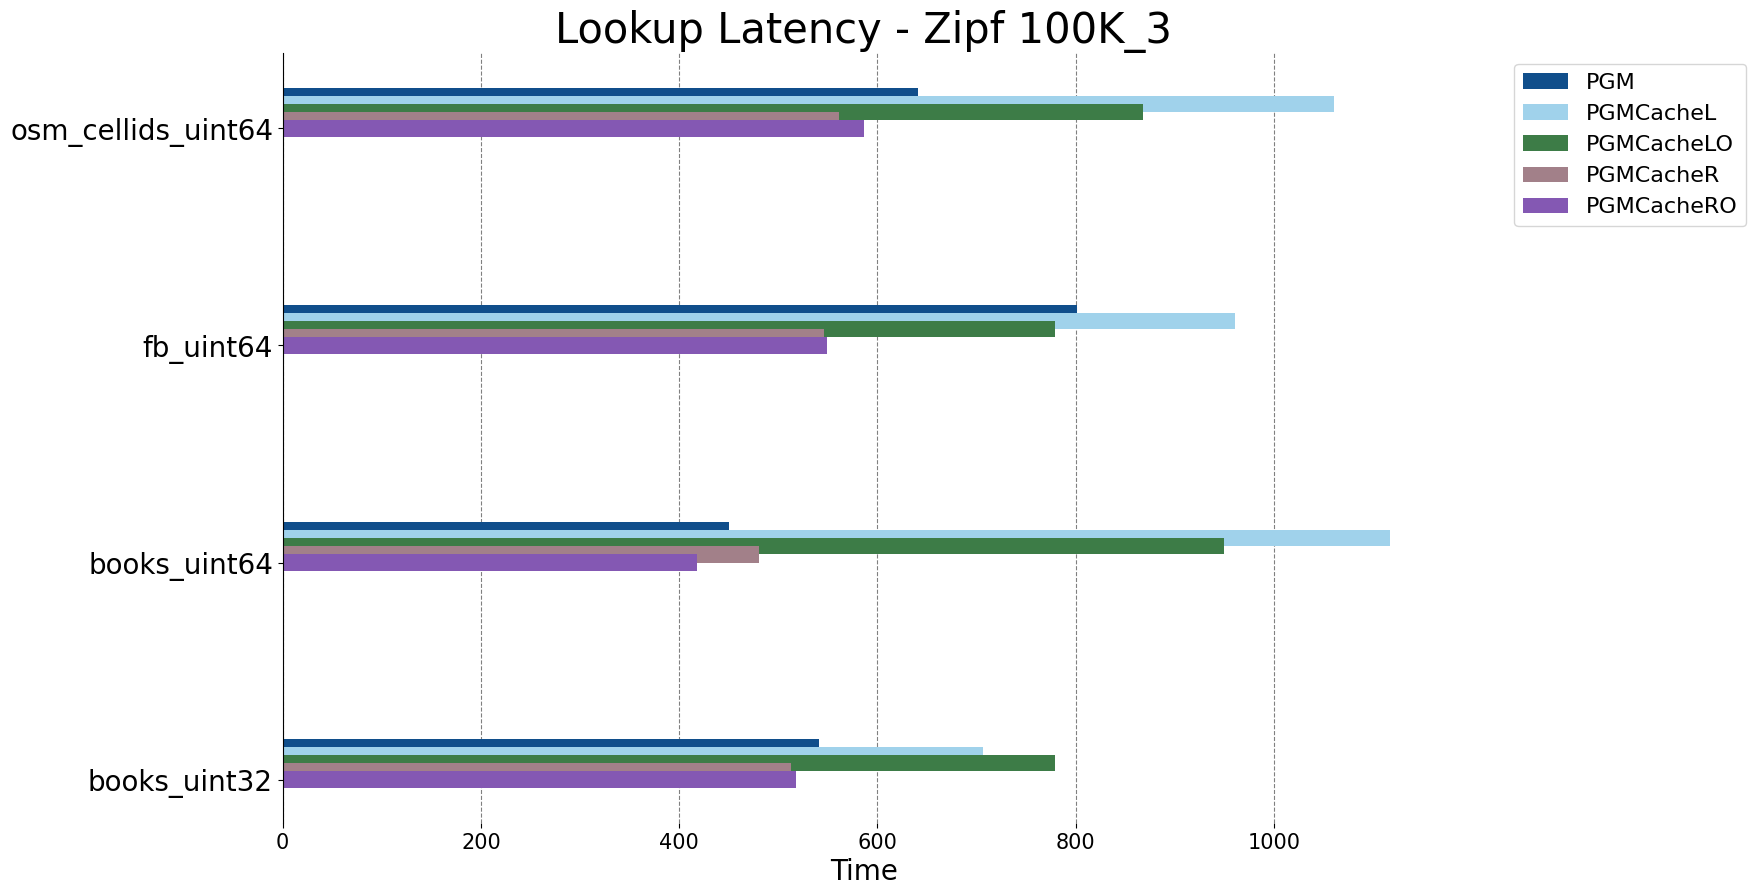 Lookup Latency - Zipf 100K_3
PGM
PGMCacheL
PGMCacheLO
PGMCacheR
PGMCacheRO
osm_cellids_uint64
fb_uint64
books_uint64
books_uint32
0 200 400 600 800 1000
Time